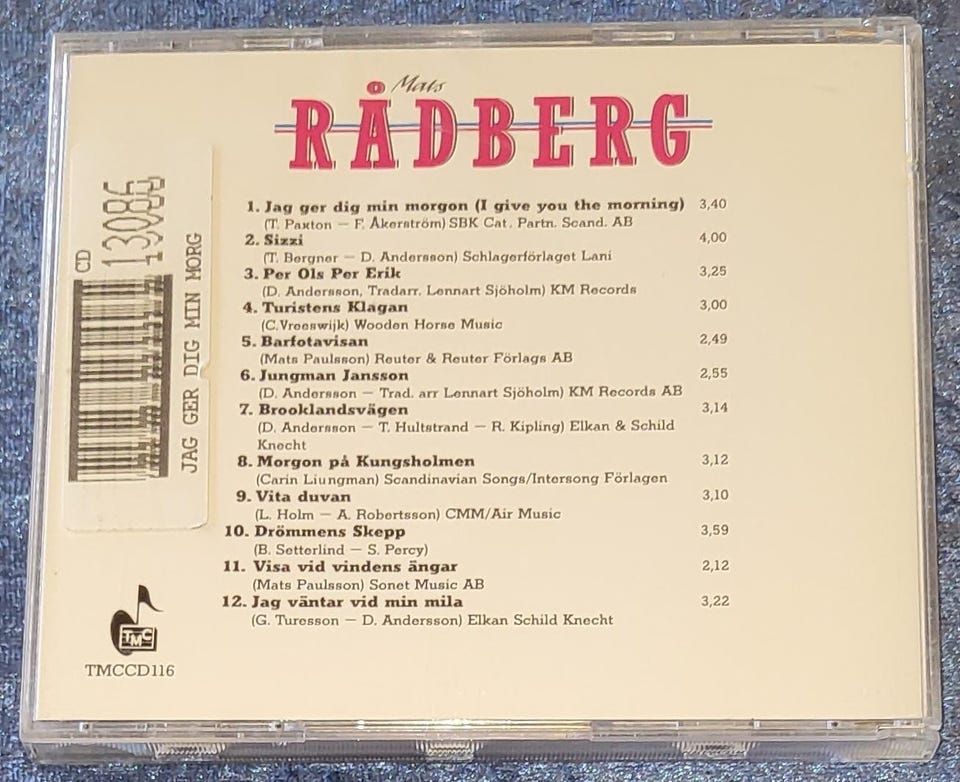 Mats
RÅDBERG
1. Jag ger dig min morgon (I give you the morning) 3,40
(T. Paxton — F. Åkerström) SBK Cat. Partn. Scand. AB
2. Sizzi 4,00
(T. Bergner — D. Andersson) Schlagerförlaget Lani
3. Per Ols Per Erik 3,25
(D. Andersson, Tradarr. Lennart Sjöholm) KM Records
4. Turistens Klagan 3,00
(C.Vreeswijk) Wooden Horse Music
5. Barfotavisan 2,49
(Mats Paulsson) Reuter & Reuter Förlags AB
6. Jungman Jansson 2,55
(D. Andersson — Trad. arr Lennart Sjöholm) KM Records AB
7. Brooklandsvägen 3,14
(D. Andersson — T. Hultstrand — R. Kipling) Elkan & Schild
Knecht
8. Morgon på Kungsholmen 3,12
(Carin Liungman) Scandinavian Songs/Intersong Förlagen
9. Vita duvan 3,10
(L. Holm — A. Robertsson) CMM/Air Music
10. Drömmens Skepp 3,59
(B. Setterlind — S. Percy)
11. Visa vid vindens ängar 2,12
(Mats Paulsson) Sonet Music AB
12. Jag väntar vid min mila 3,22
(G. Turesson — D. Andersson) Elkan Schild Knecht
CD
13086
JAG GER DIG MIN MORG
TMC
TMCCD116